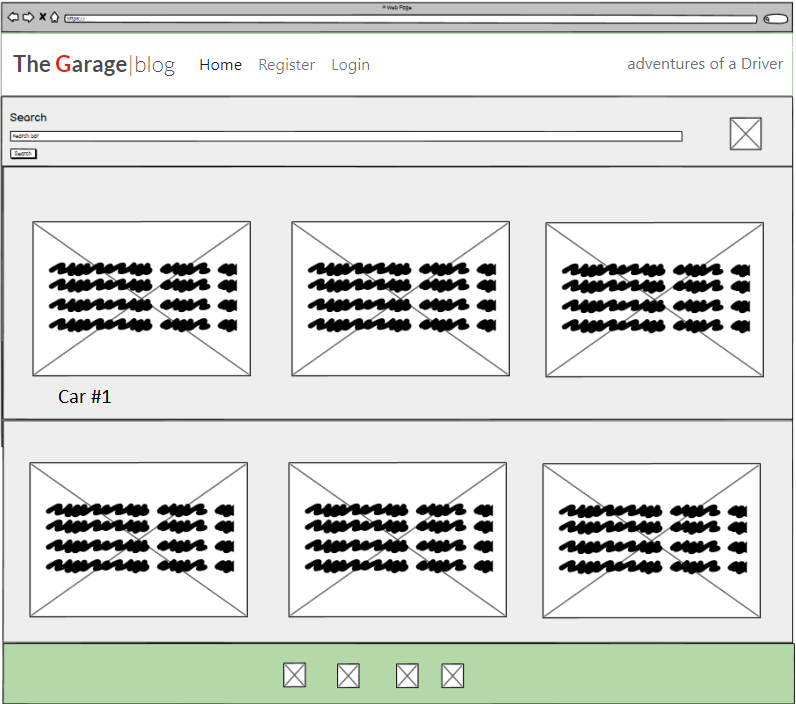 A Web Page
https://
The Garage|blog Home Register Login adventures of a Driver
Search
search bar
Search
Car #1